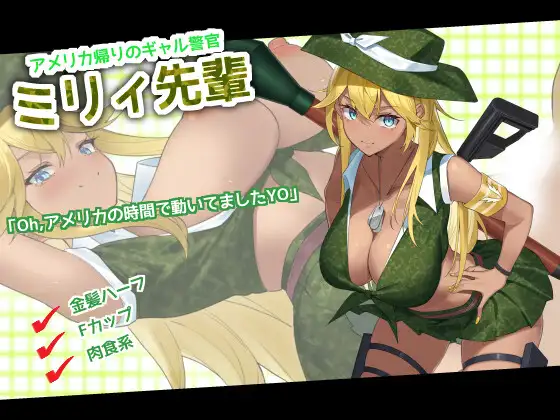 アメリカ帰りのギャル警官
ミリィ先輩
「Oh,アメリカの時間で動いてましたYO」
金髪ハーフ
Fカップ
肉食系